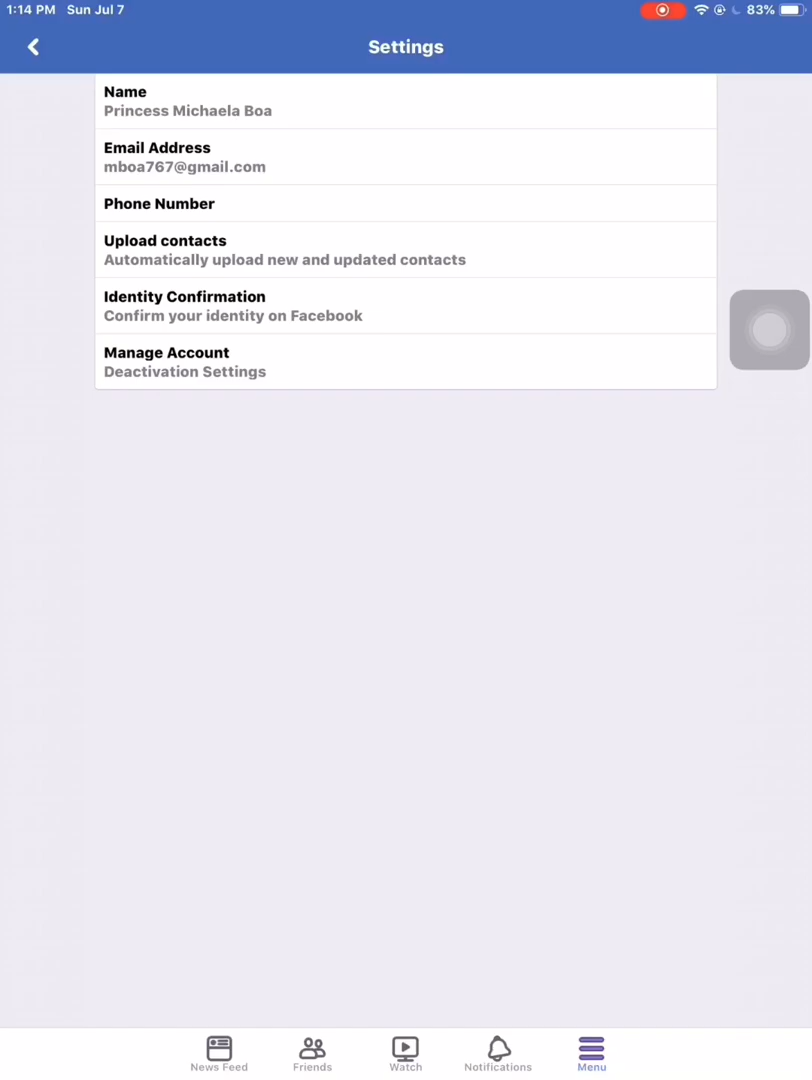 1:14 PM Sun Jul 7 83%
Settings
Name
Princess Michaela Boa
Email Address
mboa767@gmail.com
Phone Number
Upload contacts
Automatically upload new and updated contacts
Identity Confirmation
Confirm your identity on Facebook
Manage Account
Deactivation Settings
News Feed Friends Watch Notifications Menu